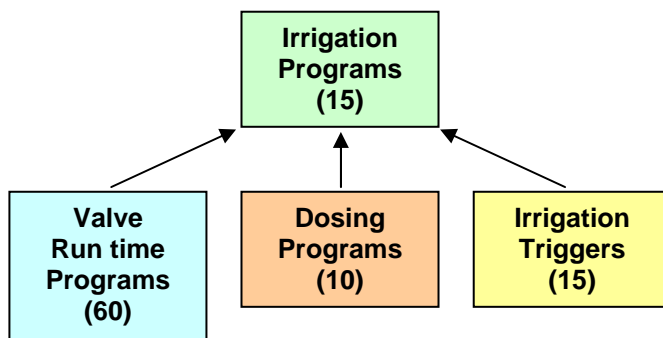 Irrigation
Programs
(15)
Valve
Run time
Programs
(60)
Dosing
Programs
(10)
Irrigation
Triggers
(15)